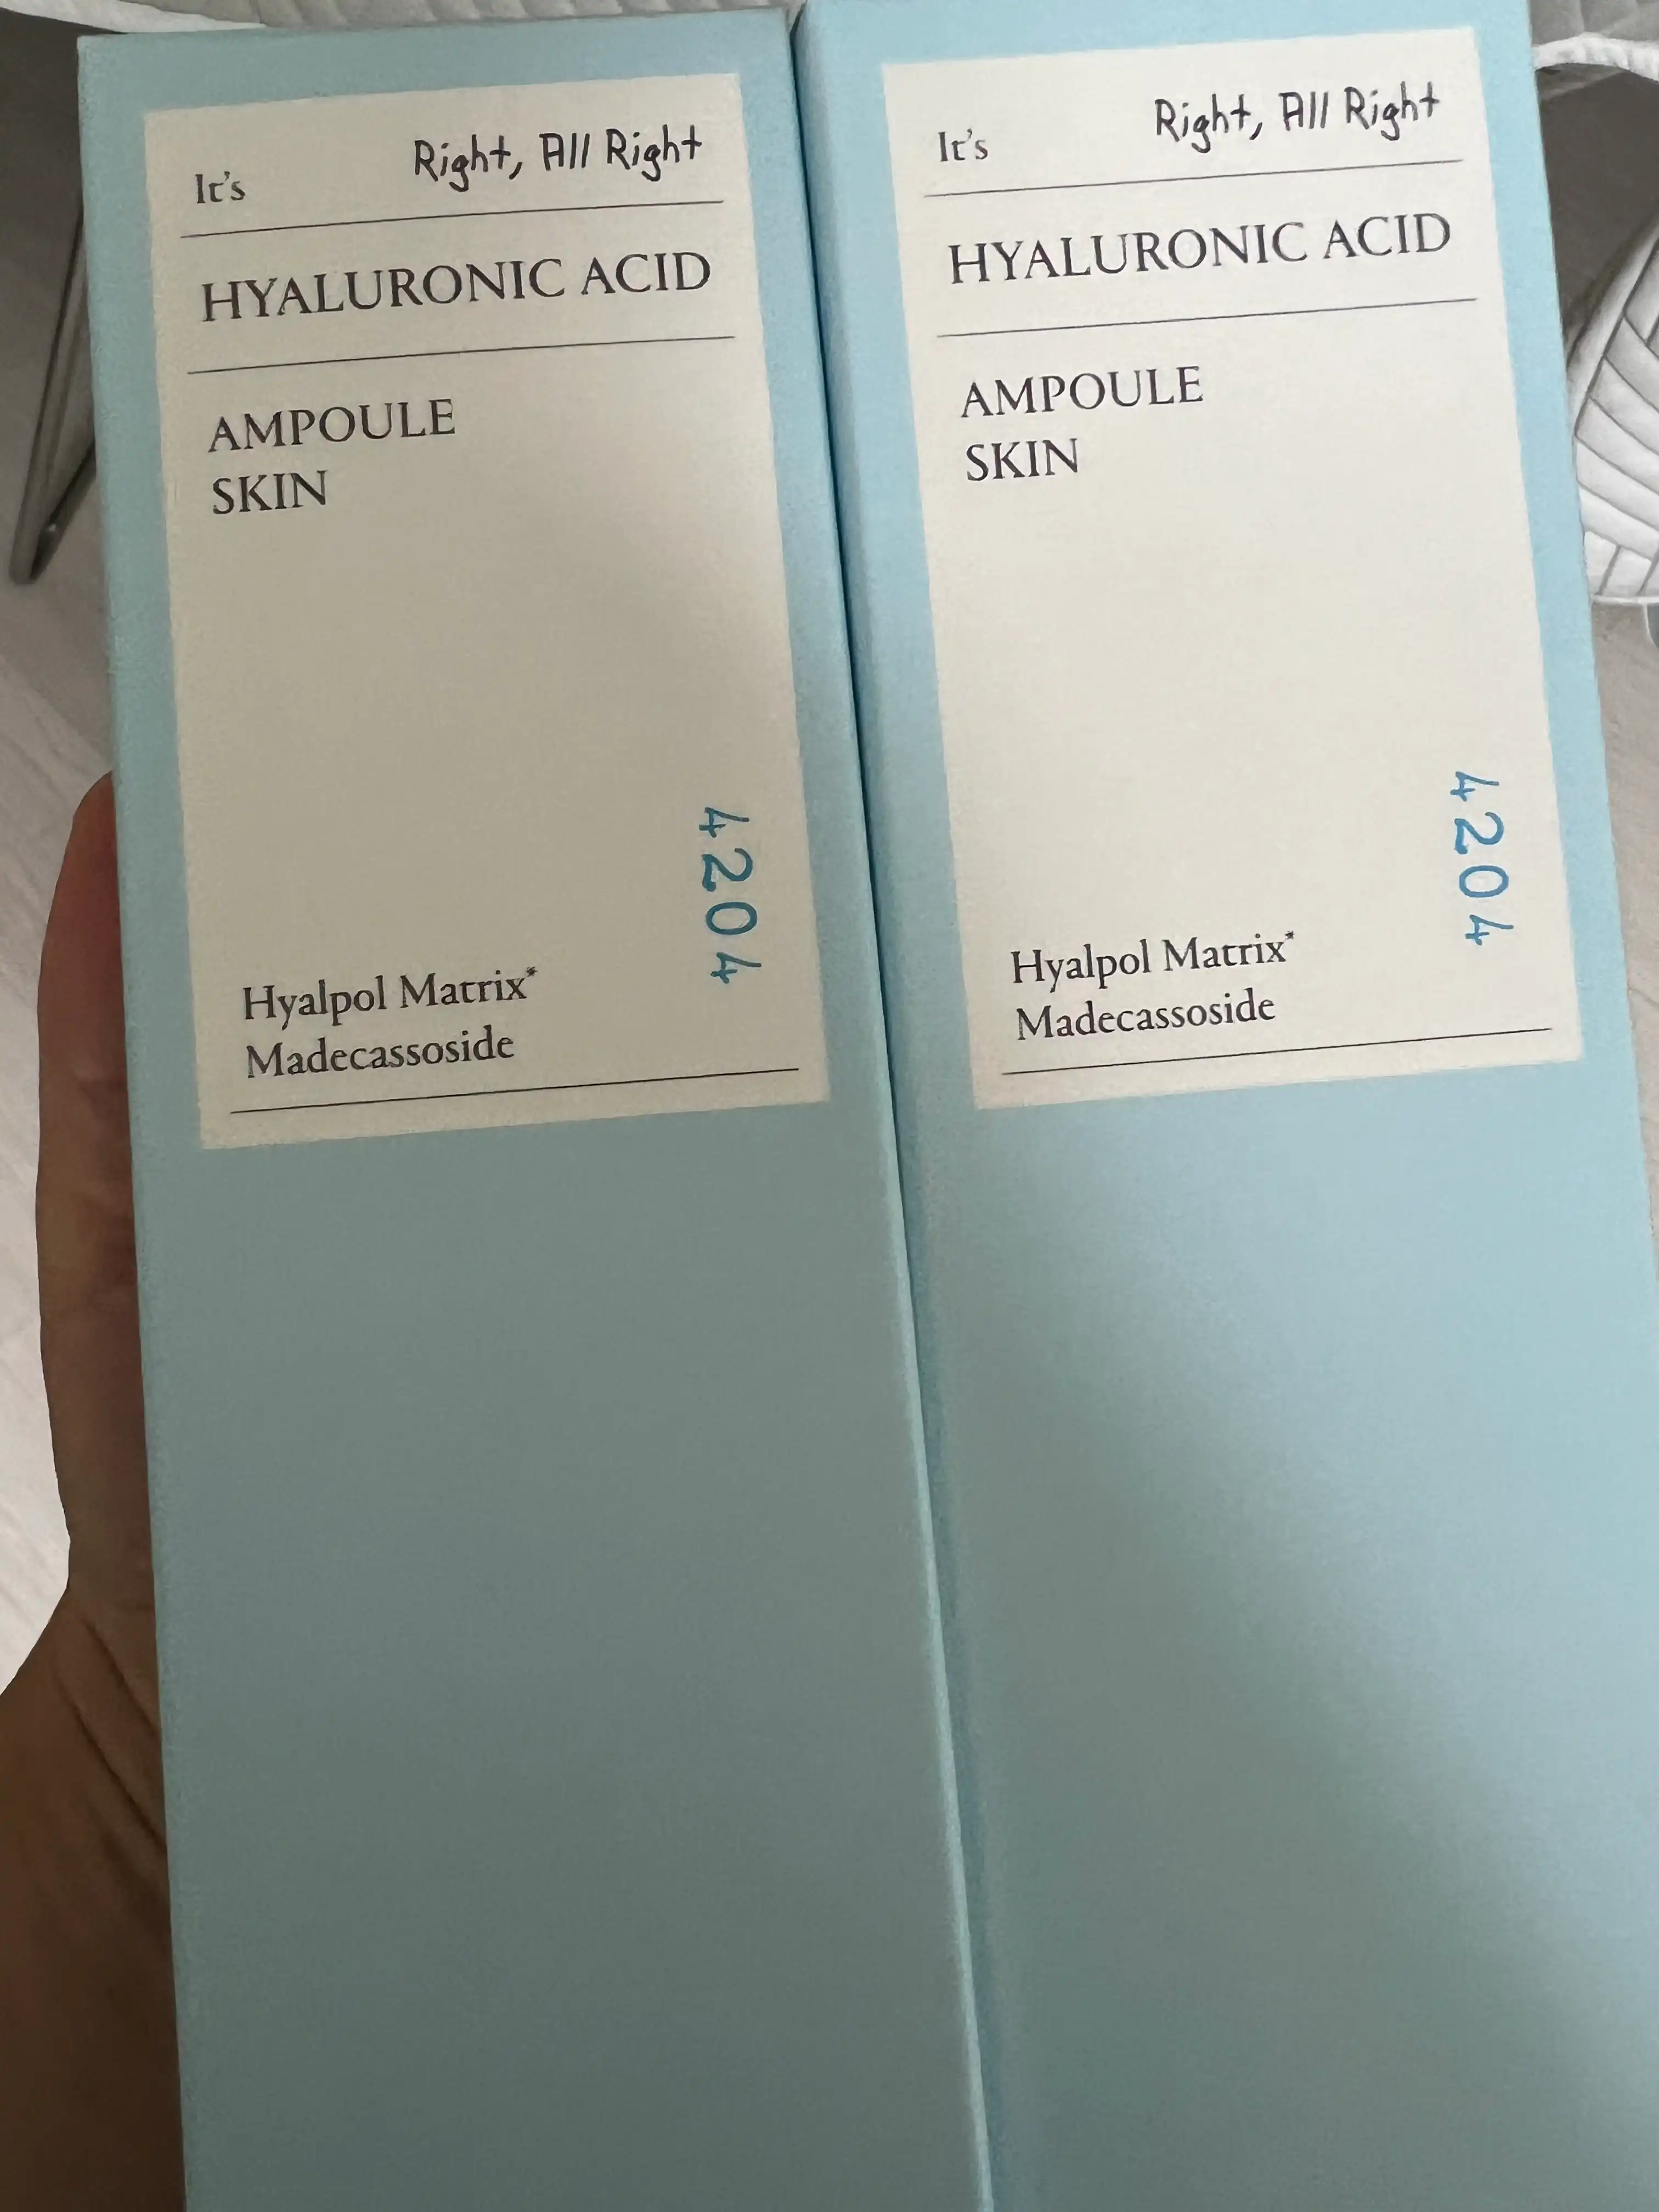 It's Right, All Right
HYALURONIC ACID
AMPOULE
SKIN
4204
Hyalpol Matrix*
Madecassoside
It's Right, All Right
HYALURONIC ACID
AMPOULE
SKIN
4204
Hyalpol Matrix*
Madecassoside